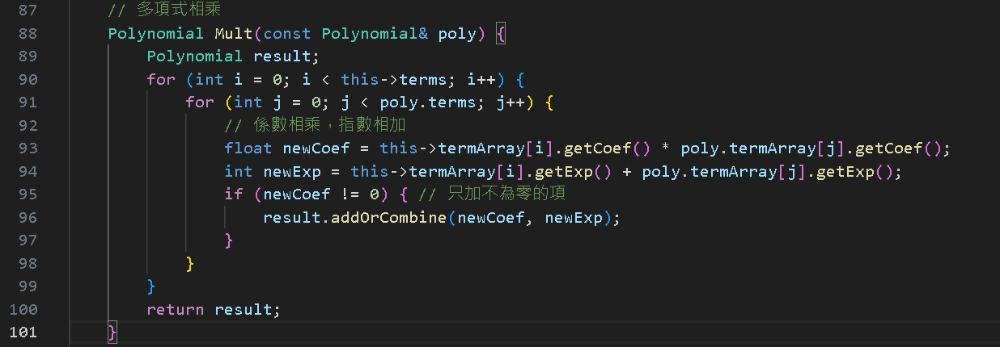 87 // 多項式相乘
88 Polynomial Mult(const Polynomial& poly) {
89 Polynomial result;
90 for (int i = 0; i < this->terms; i++) {
91 for (int j = 0; j < poly.terms; j++) {
92 // 係數相乘，指數相加
93 float newCoef = this->termArray[i].getCoef() * poly.termArray[j].getCoef();
94 int newExp = this->termArray[i].getExp() + poly.termArray[j].getExp();
95 if (newCoef != 0) { // 只加不為零的項
96 result.addOrCombine(newCoef, newExp);
97 }
98 }
99 }
100 return result;
101 }